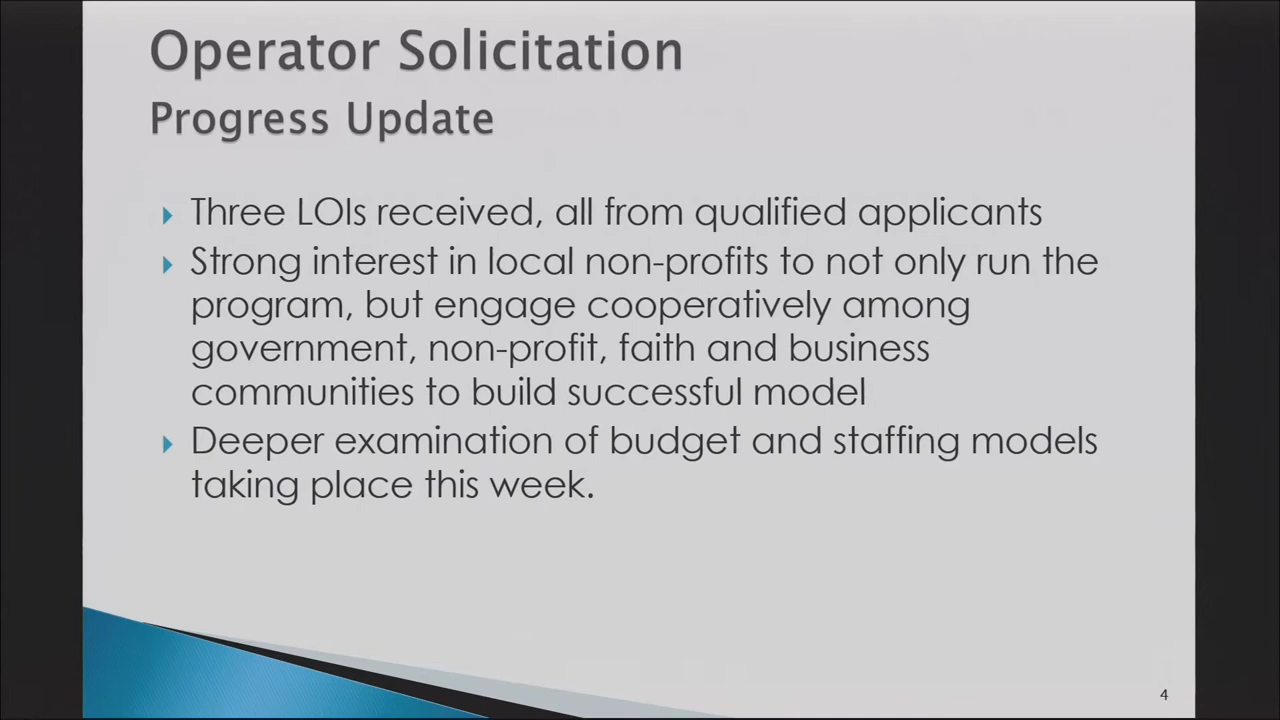 Operator Solicitation
Progress Update
Three LOIs received, all from qualified applicants
Strong interest in local non-profits to not only run the
program, but engage cooperatively among
government, non-profit, faith and business
communities to build successful model
Deeper examination of budget and staffing models
taking place this week.
4